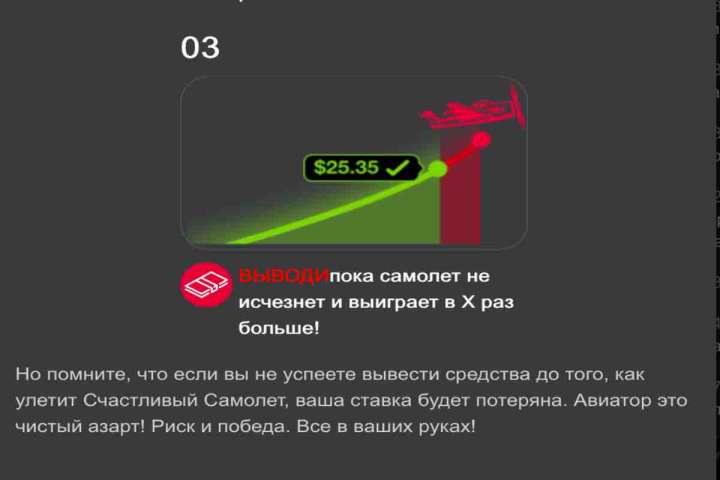 03
$25.35
ВЫВОДИпока самолет не
исчезнет и выиграет в X раз
больше!
Но помните, что если вы не успеете вывести средства до того, как
улетит Счастливый Самолет, ваша ставка будет потеряна. Авиатор это
чистый азарт! Риск и победа. Все в ваших руках!